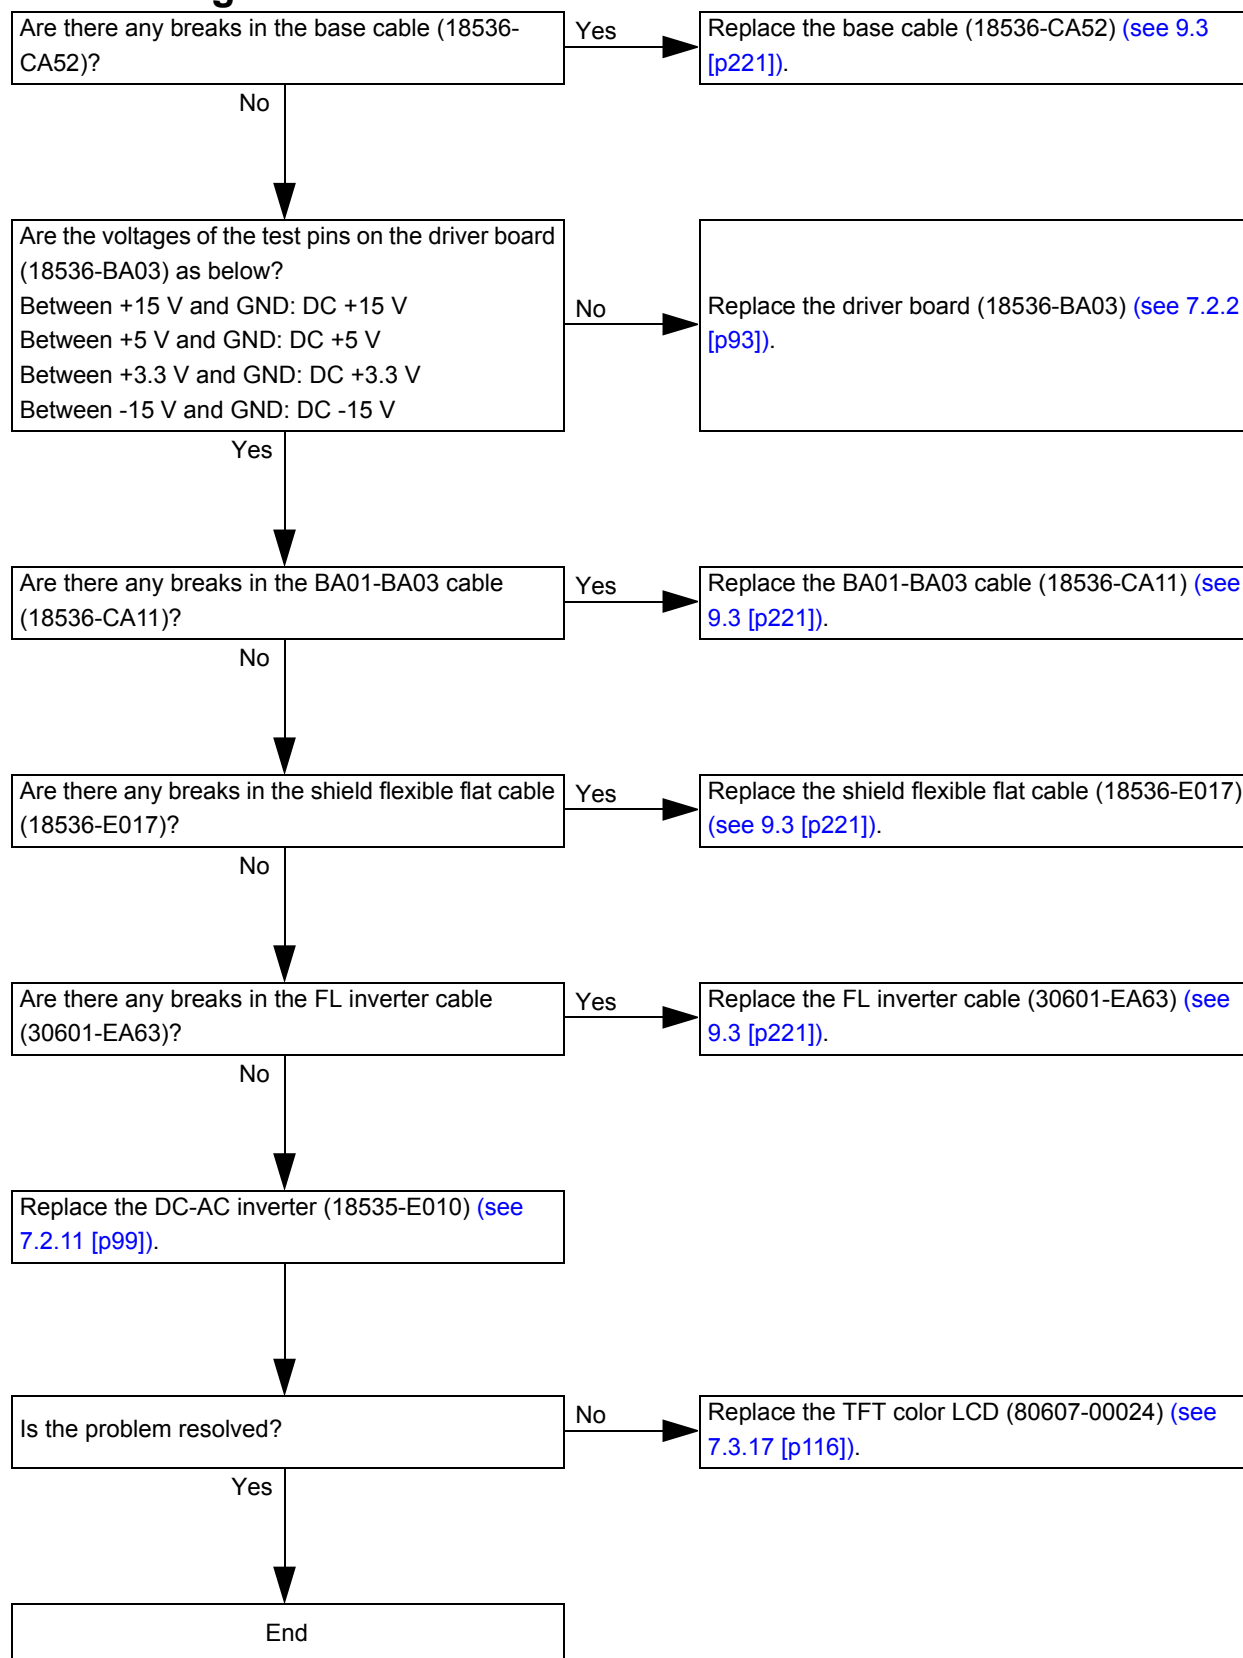 Are there any breaks in the base cable (18536-
CA52)?
Yes
Replace the base cable (18536-CA52) (see 9.3
[p221]).
No
Are the voltages of the test pins on the driver board
(18536-BA03) as below?
Between +15 V and GND: DC +15 V
Between +5 V and GND: DC +5 V
Between +3.3 V and GND: DC +3.3 V
Between -15 V and GND: DC -15 V
No
Replace the driver board (18536-BA03) (see 7.2.2
[p93]).
Yes
Are there any breaks in the BA01-BA03 cable
(18536-CA11)?
Yes
Replace the BA01-BA03 cable (18536-CA11) (see
9.3 [p221]).
No
Are there any breaks in the shield flexible flat cable
(18536-E017)?
Yes
Replace the shield flexible flat cable (18536-E017)
(see 9.3 [p221]).
No
Are there any breaks in the FL inverter cable
(30601-EA63)?
Yes
Replace the FL inverter cable (30601-EA63) (see
9.3 [p221]).
No
Replace the DC-AC inverter (18535-E010) (see
7.2.11 [p99]).
Is the problem resolved?
No
Replace the TFT color LCD (80607-00024) (see
7.3.17 [p116]).
Yes
End